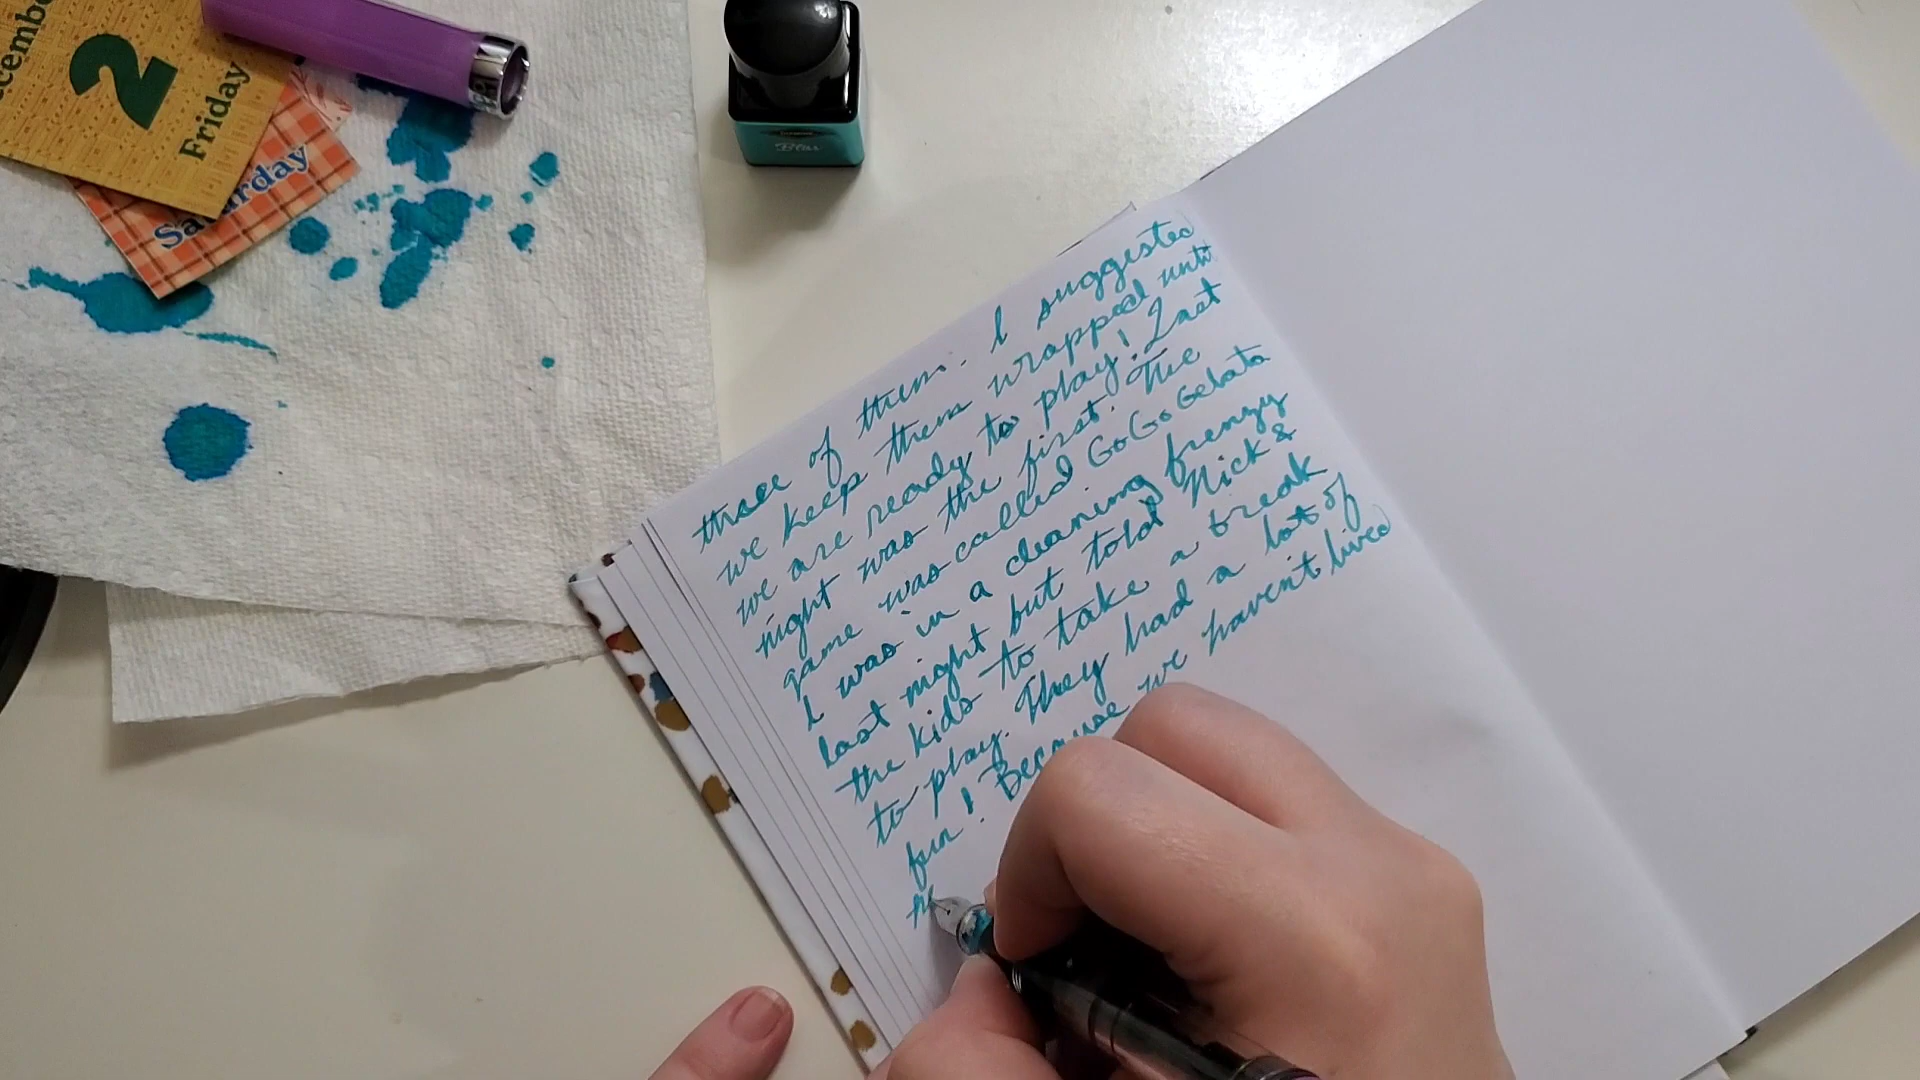 cembe
2
Friday
Saturday
Blau
three of them. I suggested
we keep them wrapped until
we are ready to play! Last
night was the first. The
game was called GoGo Gelato
I was in a cleaning frenzy
last night but told Nick &
the kids to take a break
to play. They had a lot of
fun! Because we haven't lived